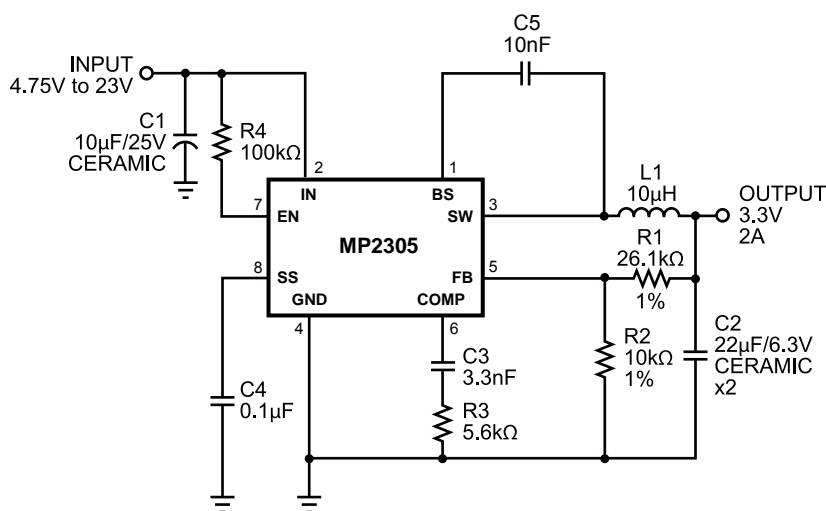 C5
10nF
INPUT
4.75V to 23V
C1
10µF/25V
CERAMIC
R4
100kΩ
2
1
IN
BS
7
EN
SW
3
L1
10µH
OUTPUT
3.3V
2A
MP2305
R1
26.1kΩ
1%
8
SS
FB
5
GND
COMP
4
6
R2
10kΩ
1%
C2
22µF/6.3V
CERAMIC
x2
C3
3.3nF
C4
0.1µF
R3
5.6kΩ